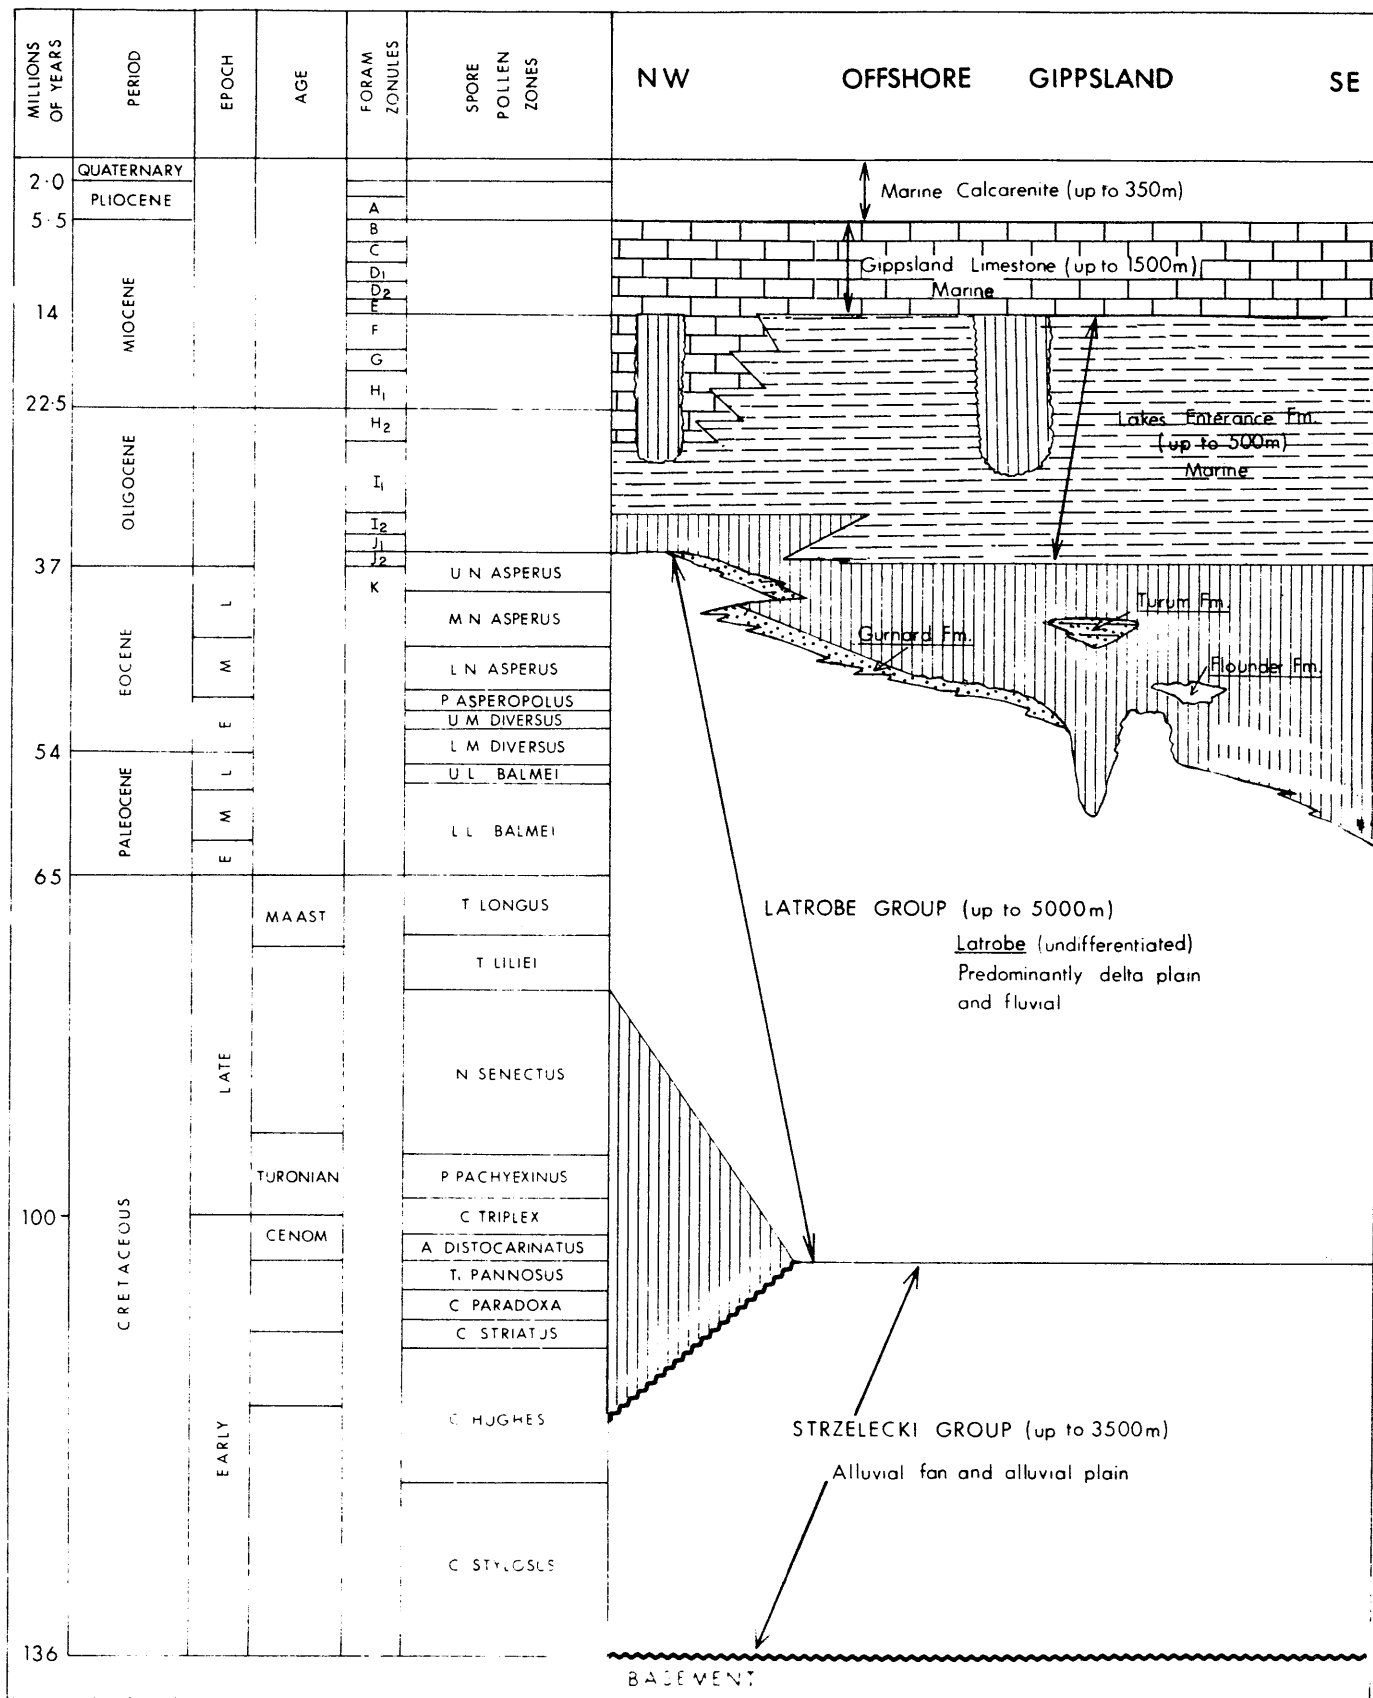 MILLIONS
OF YEARS
PERIOD
EPOCH
AGE
FORAM
ZONULES
SPORE
POLLEN
ZONES
NW OFFSHORE GIPPSLAND SE
QUATERNARY
2·0
PLIOCENE
5·5
MIOCENE
14
22·5
OLIGOCENE
37
EOCENE
L
M
E
54
PALEOCENE
L
M
E
65
CRETACEOUS
LATE
100
EARLY
136
MAAST
TURONIAN
CENOM
A
B
C
D1
D2
E
F
G
H1
H2
I1
I2
J1
J2
K
U N ASPERUS
M N ASPERUS
L N ASPERUS
P ASPEROPOLUS
U M DIVERSUS
L M DIVERSUS
U L BALMEI
L L BALMEI
T LONGUS
T LILIEI
N SENECTUS
P PACHYEXINUS
C TRIPLEX
A DISTOCARINATUS
T. PANNOSUS
C PARADOXA
C STRIATUS
C HUGHES
C STYLOSUS
Marine Calcarenite (up to 350m)
Gippsland Limestone (up to 1500m)
Marine
Lakes Enterance Fm.
(up to 500m)
Marine
Turum Fm.
Gurnard Fm.
Flounder Fm.
LATROBE GROUP (up to 5000m)
Latrobe (undifferentiated)
Predominantly delta plain
and fluvial
STRZELECKI GROUP (up to 3500m)
Alluvial fan and alluvial plain
BASEMENT